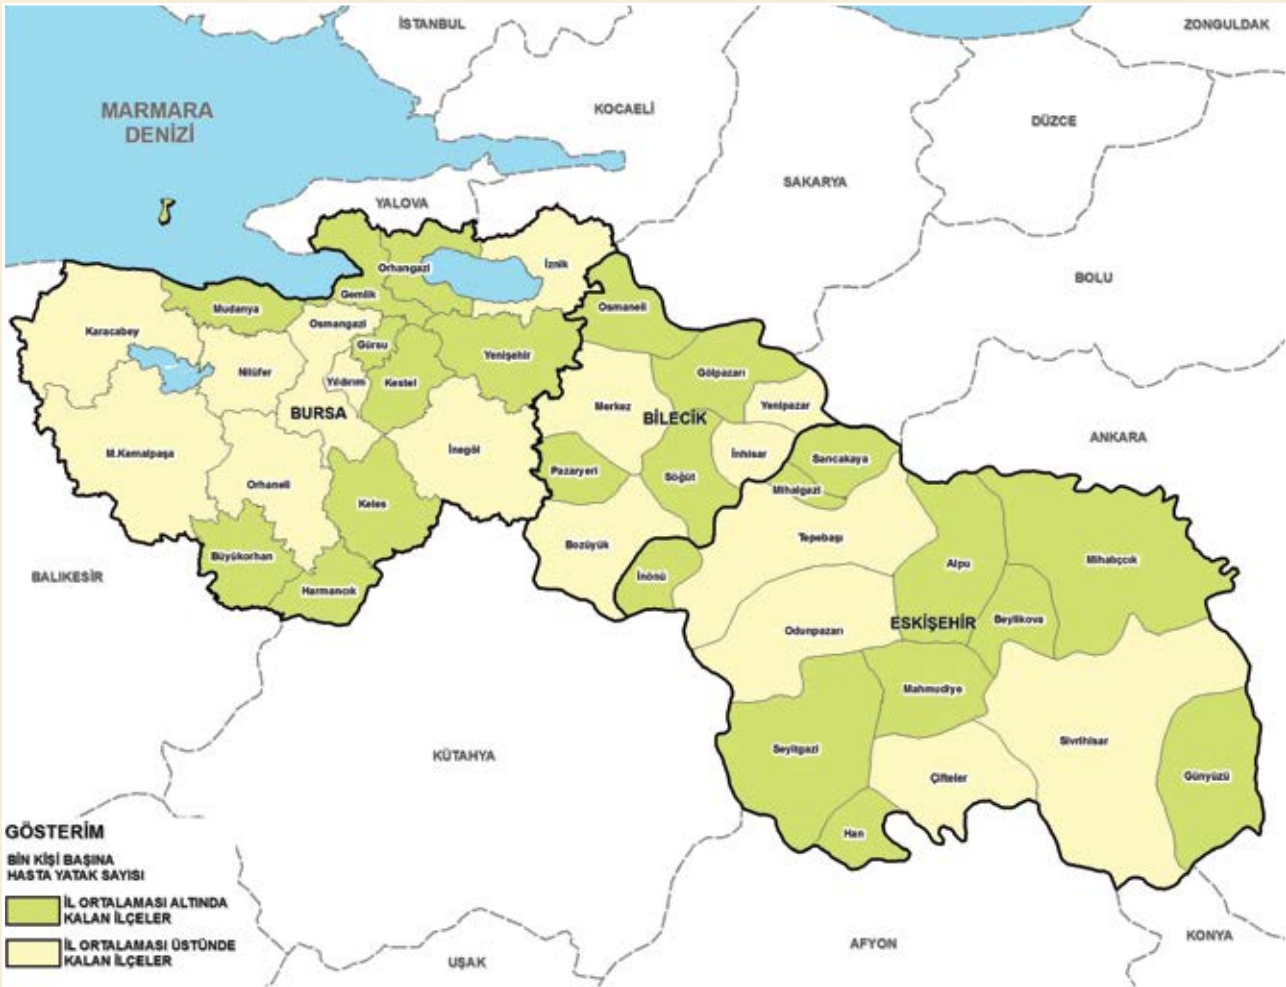 İSTANBUL
ZONGULDAK
MARMARA
DENİZİ
KOCAELİ
DÜZCE
SAKARYA
YALOVA
BOLU
Orhangazi
İznik
Gemlik
Mudanya
Osmaneli
Karacabey
Osmangazi
Gürsu
Yenişehir
Nilüfer
Yıldırım
Kestel
Gölpazarı
Merkez
Yenipazar
BURSA
BİLECİK
M.Kemalpaşa
İnegöl
İnhisar
Sarıcakaya
Pazaryeri
Söğüt
Mihalgazi
ANKARA
Orhaneli
Keles
Tepebaşı
Bozüyük
Büyükorhan
Alpu
Mihalıççık
BALIKESİR
Harmancık
İnönü
Odunpazarı
ESKİŞEHİR
Beylikova
Mahmudiye
Sivrihisar
Seyitgazi
KÜTAHYA
Çifteler
Günyüzü
Han
GÖSTERİM
BİN KİŞİ BAŞINA
HASTA YATAK SAYISI
İL ORTALAMASI ALTINDA
KALAN İLÇELER
İL ORTALAMASI ÜSTÜNDE
KALAN İLÇELER
UŞAK
AFYON
KONYA